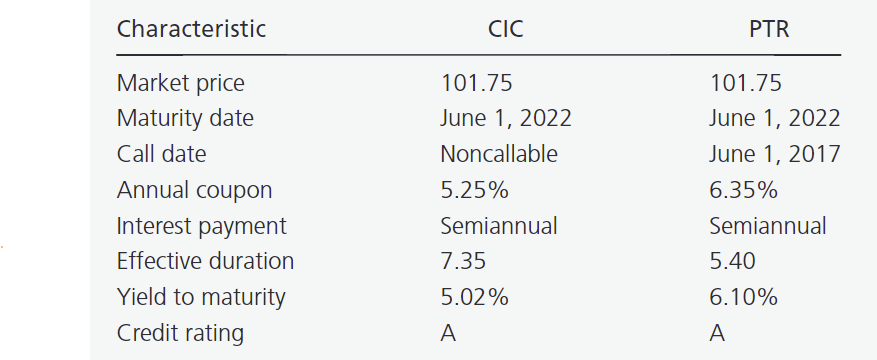 Characteristic CIC PTR
Market price 101.75 101.75
Maturity date June 1, 2022 June 1, 2022
Call date Noncallable June 1, 2017
Annual coupon 5.25% 6.35%
Interest payment Semiannual Semiannual
Effective duration 7.35 5.40
Yield to maturity 5.02% 6.10%
Credit rating A A